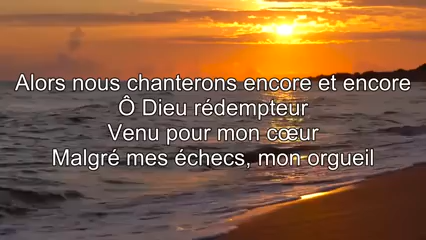 Alors nous chanterons encore et encore
Ô Dieu rédempteur
Venu pour mon cœur
Malgré mes échecs, mon orgueil